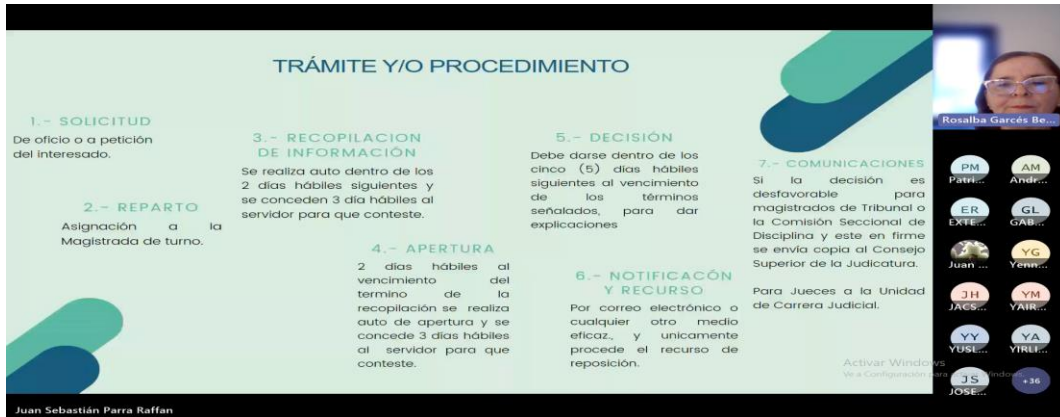 TRÁMITE Y/O PROCEDIMIENTO
1.- SOLICITUD
De oficio o a petición
del interesado.
2.- REPARTO
Asignación a la
Magistrada de turno.
3.- RECOPILACION
DE INFORMACIÓN
Se realiza auto dentro de los
2 días hábiles siguientes y
se conceden 3 día hábiles al
servidor para que conteste.
4.- APERTURA
2 días hábiles al
vencimiento del
termino de la
recopilación se realiza
auto de apertura y se
concede 3 días hábiles
al servidor para que
conteste.
5.- DECISIÓN
Debe darse dentro de los
cinco (5) días hábiles
siguientes al vencimiento
de los términos
señalados, para dar
explicaciones
6.- NOTIFICACÓN
Y RECURSO
Por correo electrónico o
cualquier otro medio
eficaz., y unicamente
procede el recurso de
reposición.
7.- COMUNICACIONES
Si la decisión es
desfavorable para
magistrados de Tribunal o
la Comisión Seccional de
Disciplina y este en firme
se envía copia al Consejo
Superior de la Judicatura.
Para Jueces a la Unidad
de Carrera Judicial.
Activar Windows
Ve a Configuración para Windows.
Rosalba Garcés Be...
PM
Patri...
AM
Andr...
ER
EXTE...
GL
GAB...
Juan ...
YG
Yenn...
JH
JACS...
YM
YAIR...
YY
YUSL...
YA
YIRLI...
JS
JOSE...
+36
Juan Sebastián Parra Raffan